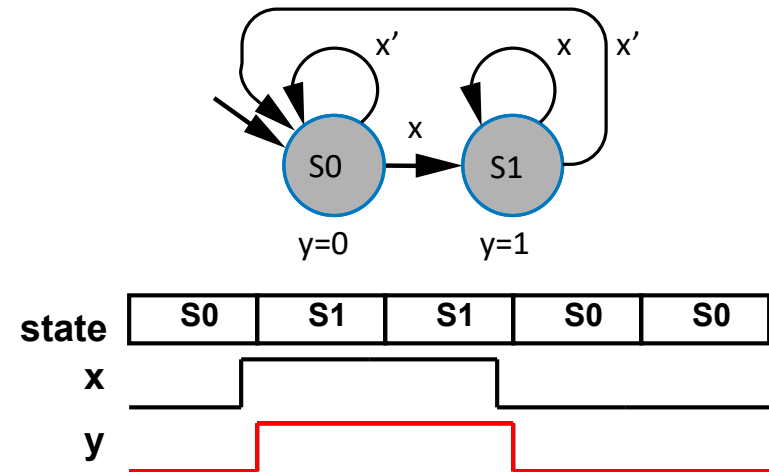 x’ x x’
x
S0 S1
y=0 y=1
state S0 S1 S1 S0 S0
x
y